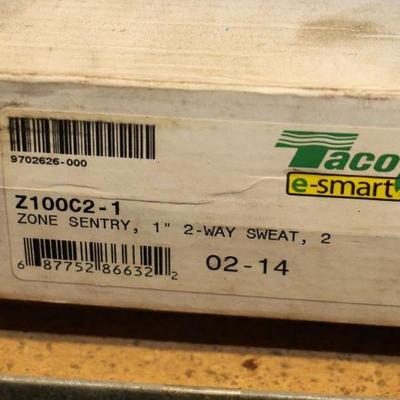 9702626-000
Taco
e-smart
Z100C2-1
ZONE SENTRY, 1" 2-WAY SWEAT, 2
6 87752 86632 2
02-14